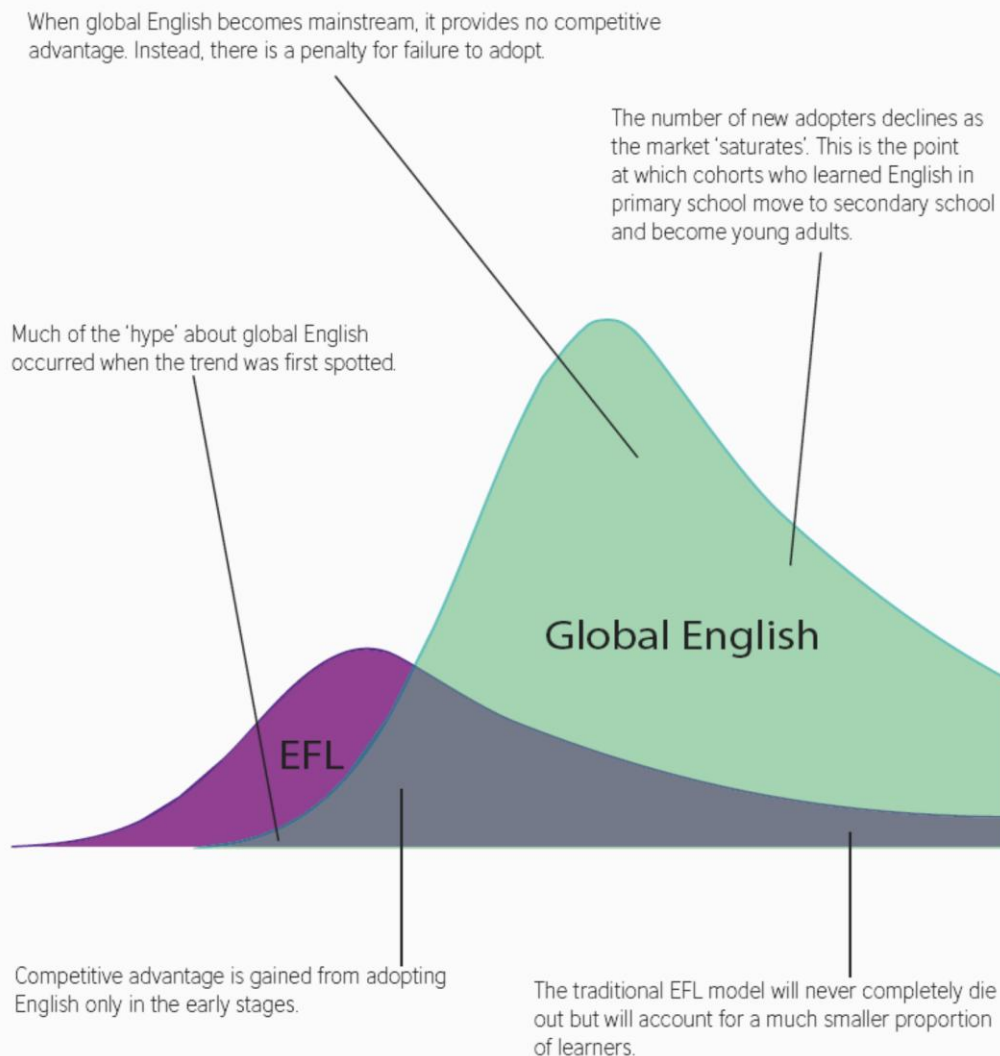 When global English becomes mainstream, it provides no competitive
advantage. Instead, there is a penalty for failure to adopt.
The number of new adopters declines as
the market ‘saturates’. This is the point
at which cohorts who learned English in
primary school move to secondary school
and become young adults.
Much of the ‘hype’ about global English
occurred when the trend was first spotted.
Global English
EFL
Competitive advantage is gained from adopting
English only in the early stages.
The traditional EFL model will never completely die
out but will account for a much smaller proportion
of learners.